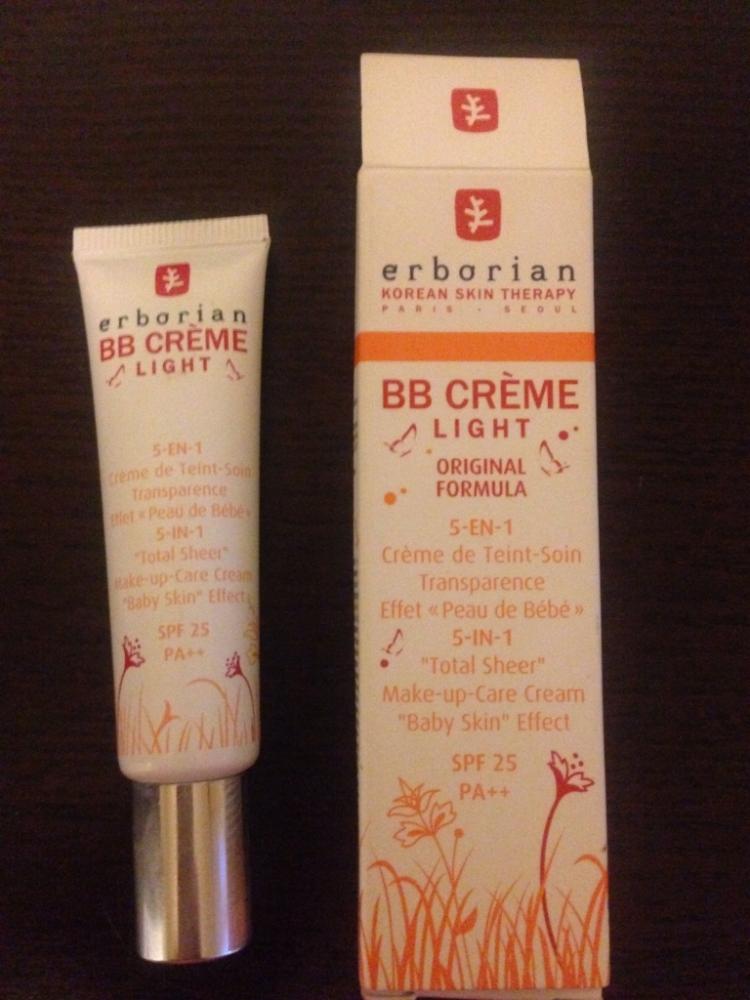 erborian
BB CRÈME
LIGHT
5-EN-1
Crème de Teint-Soin
Transparence
Effet «Peau de Bébé»
5-IN-1
"Total Sheer"
Make-up-Care Cream
"Baby Skin" Effect
SPF 25
PA++
erborian
KOREAN SKIN THERAPY
PARIS - SEOUL
BB CRÈME
LIGHT
ORIGINAL
FORMULA
5-EN-1
Crème de Teint-Soin
Transparence
Effet «Peau de Bébé»
5-IN-1
"Total Sheer"
Make-up-Care Cream
"Baby Skin" Effect
SPF 25
PA++